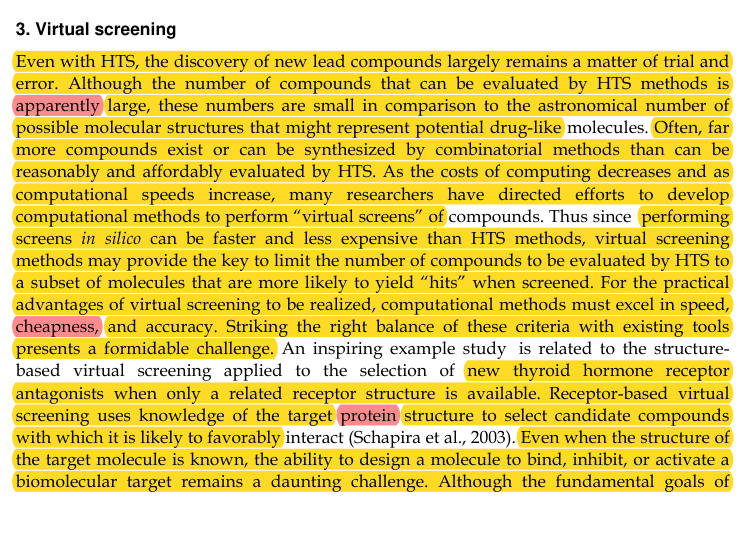 3. Virtual screening
Even with HTS, the discovery of new lead compounds largely remains a matter of trial and
error. Although the number of compounds that can be evaluated by HTS methods is
apparently large, these numbers are small in comparison to the astronomical number of
possible molecular structures that might represent potential drug-like molecules. Often, far
more compounds exist or can be synthesized by combinatorial methods than can be
reasonably and affordably evaluated by HTS. As the costs of computing decreases and as
computational speeds increase, many researchers have directed efforts to develop
computational methods to perform “virtual screens” of compounds. Thus since performing
screens in silico can be faster and less expensive than HTS methods, virtual screening
methods may provide the key to limit the number of compounds to be evaluated by HTS to
a subset of molecules that are more likely to yield “hits” when screened. For the practical
advantages of virtual screening to be realized, computational methods must excel in speed,
cheapness, and accuracy. Striking the right balance of these criteria with existing tools
presents a formidable challenge. An inspiring example study is related to the structure-
based virtual screening applied to the selection of new thyroid hormone receptor
antagonists when only a related receptor structure is available. Receptor-based virtual
screening uses knowledge of the target protein structure to select candidate compounds
with which it is likely to favorably interact (Schapira et al., 2003). Even when the structure of
the target molecule is known, the ability to design a molecule to bind, inhibit, or activate a
biomolecular target remains a daunting challenge. Although the fundamental goals of